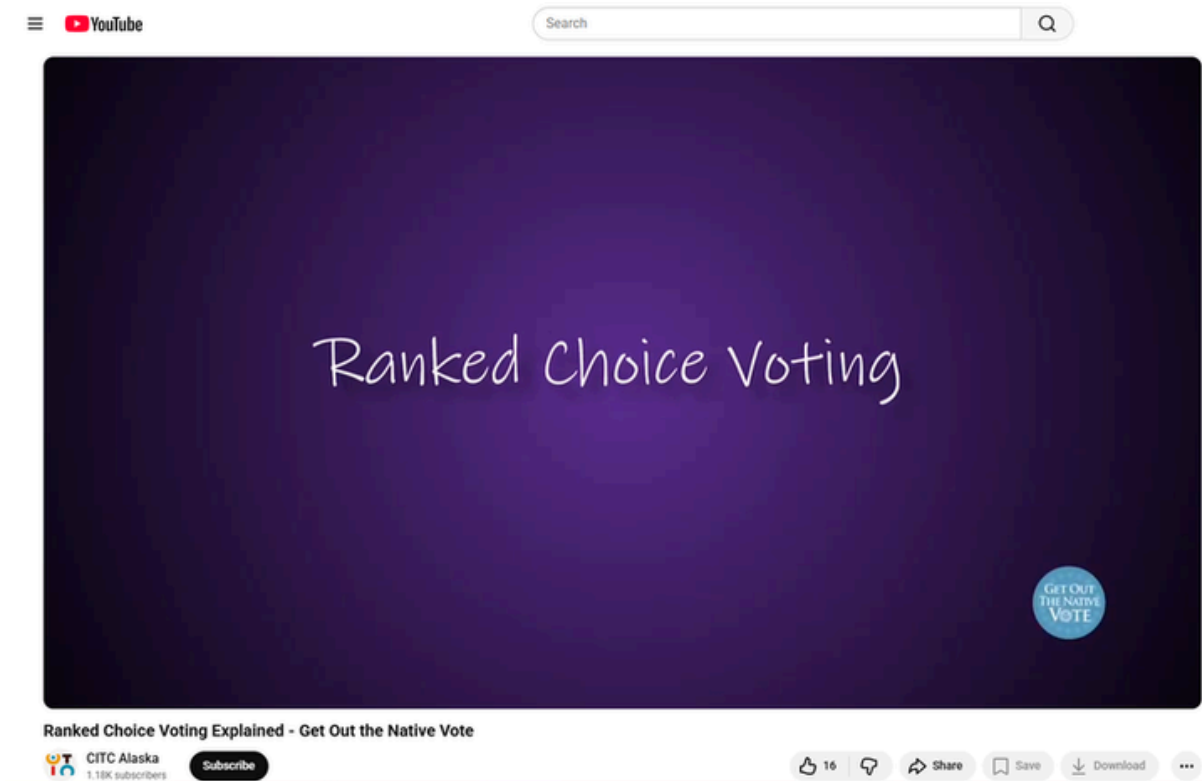 YouTube
Search
Ranked Choice Voting
GET OUT
THE NATIVE
VOTE
Ranked Choice Voting Explained - Get Out the Native Vote
CITC Alaska
1.18K subscribers
Subscribe
16
Share
Save
Download